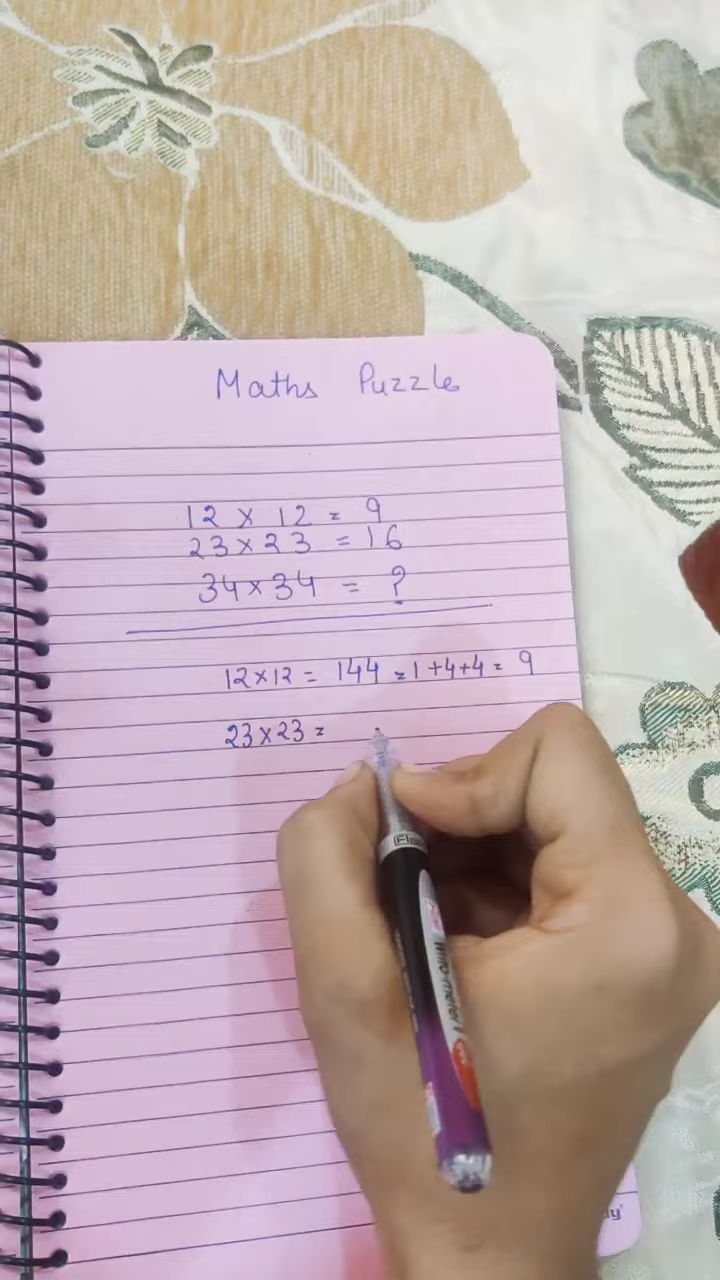 Maths Puzzle
12 × 12 = 9
23 × 23 = 16
34 × 34 = ?
12 × 12 = 144 = 1 + 4 + 4 = 9
23 × 23 =